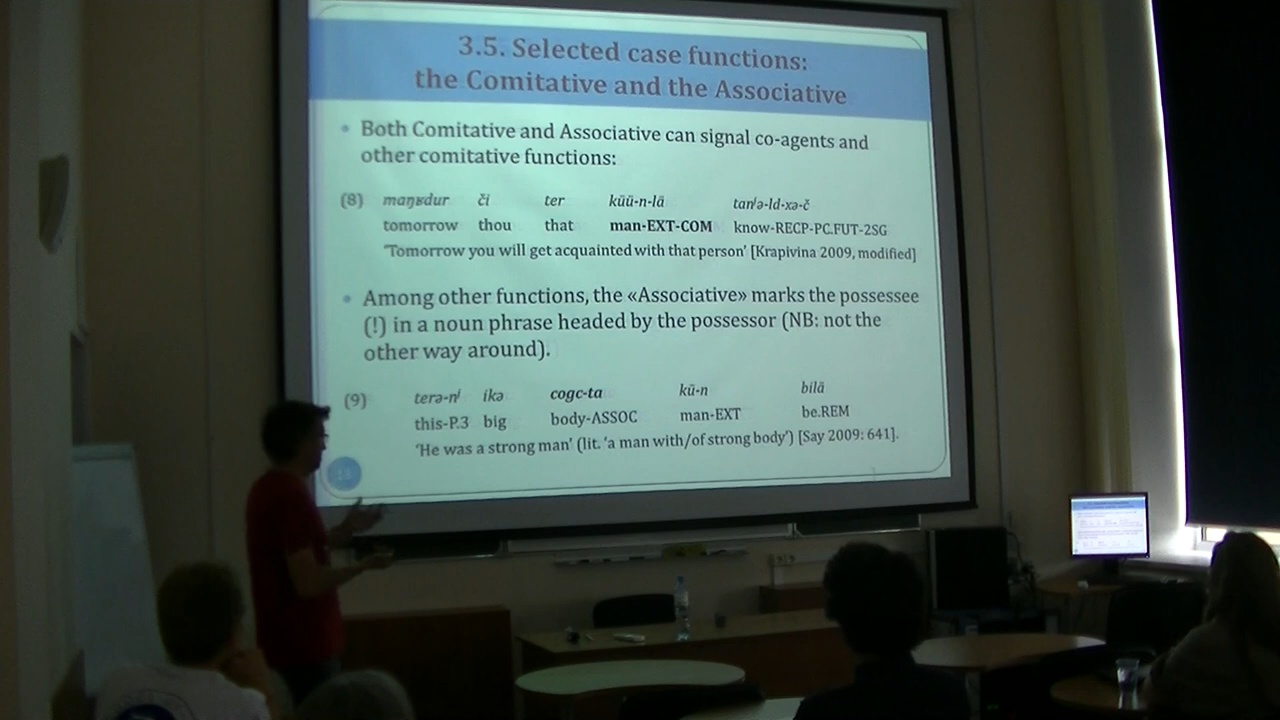 3.5. Selected case functions:
the Comitative and the Associative
• Both Comitative and Associative can signal co-agents and
other comitative functions:
(8) maŋʁdur či ter küü-n-lä tanʲə-ld-xə-č
tomorrow thou that man-EXT-COM know-RECP-PC.FUT-2SG
‘Tomorrow you will get acquainted with that person’ [Krapivina 2009, modified]
• Among other functions, the «Associative» marks the possessee
(!) in a noun phrase headed by the possessor (NB: not the
other way around).
(9) terə-nʲ ikə cogc-ta kü-n bilä
this-P.3 big body-ASSOC man-EXT be.REM
‘He was a strong man’ (lit. ‘a man with/of strong body’) [Say 2009: 641].